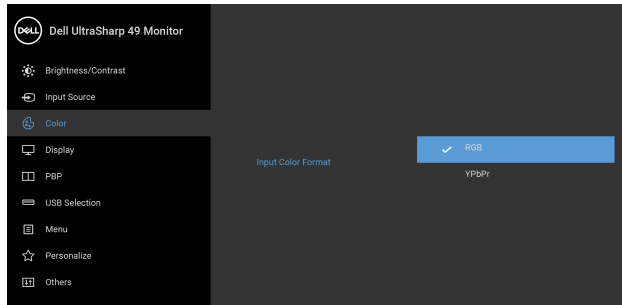 DELL
Dell UltraSharp 49 Monitor
Brightness/Contrast
Input Source
Color
Display
PBP
USB Selection
Menu
Personalize
Others
Input Color Format
RGB
YPbPr